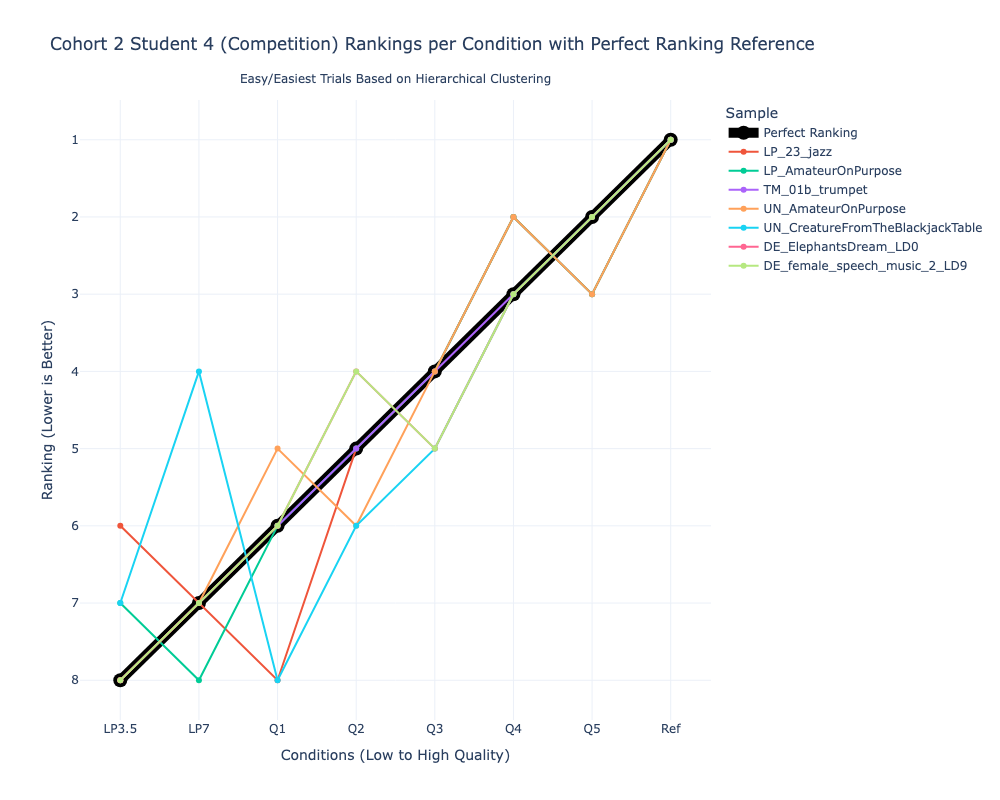 Cohort 2 Student 4 (Competition) Rankings per Condition with Perfect Ranking Reference
Easy/Easiest Trials Based on Hierarchical Clustering
Sample
Perfect Ranking
LP_23_jazz
LP_AmateurOnPurpose
TM_01b_trumpet
UN_AmateurOnPurpose
UN_CreatureFromTheBlackjackTable
DE_ElephantsDream_LD0
DE_female_speech_music_2_LD9
Ranking (Lower is Better)
1
2
3
4
5
6
7
8
LP3.5 LP7 Q1 Q2 Q3 Q4 Q5 Ref
Conditions (Low to High Quality)